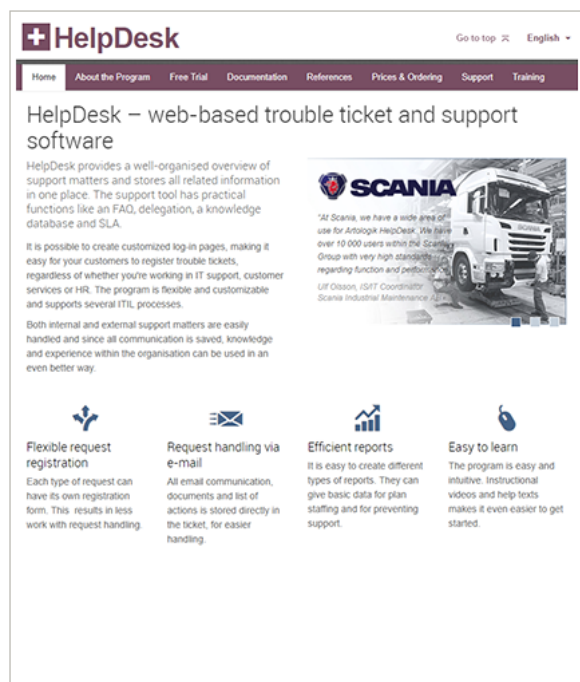 HelpDesk
Go to top
English
Home About the Program Free Trial Documentation References Prices & Ordering Support Training
HelpDesk – web-based trouble ticket and support
software
HelpDesk provides a well-organised overview of
support matters and stores all related information
in one place. The support tool has practical
functions like an FAQ, delegation, a knowledge
database and SLA.
It is possible to create customized log-in pages, making it
easy for your customers to register trouble tickets,
regardless of whether you're working in IT support, customer
services or HR. The program is flexible and customizable
and supports several ITIL processes.
Both internal and external support matters are easily
handled and since all communication is saved, knowledge
and experience within the organisation can be used in an
even better way.
SCANIA
"At Scania, we have a wide area of
use for Artologik HelpDesk. We have
over 10 000 users within the Scania
Group with very high standards
regarding function and performance
Ulf Olsson, IS/IT Coordinator
Scania Industrial Maintenance
SCANIA
Flexible request
registration
Each type of request can
have its own registration
form. This results in less
work with request handling.
Request handling via
e-mail
All email communication,
documents and list of
actions is stored directly in
the ticket, for easier
handling.
Efficient reports
It is easy to create different
types of reports. They can
give basic data for plan
staffing and for preventing
support.
Easy to learn
The program is easy and
intuitive. Instructional
videos and help texts
makes it even easier to get
started.